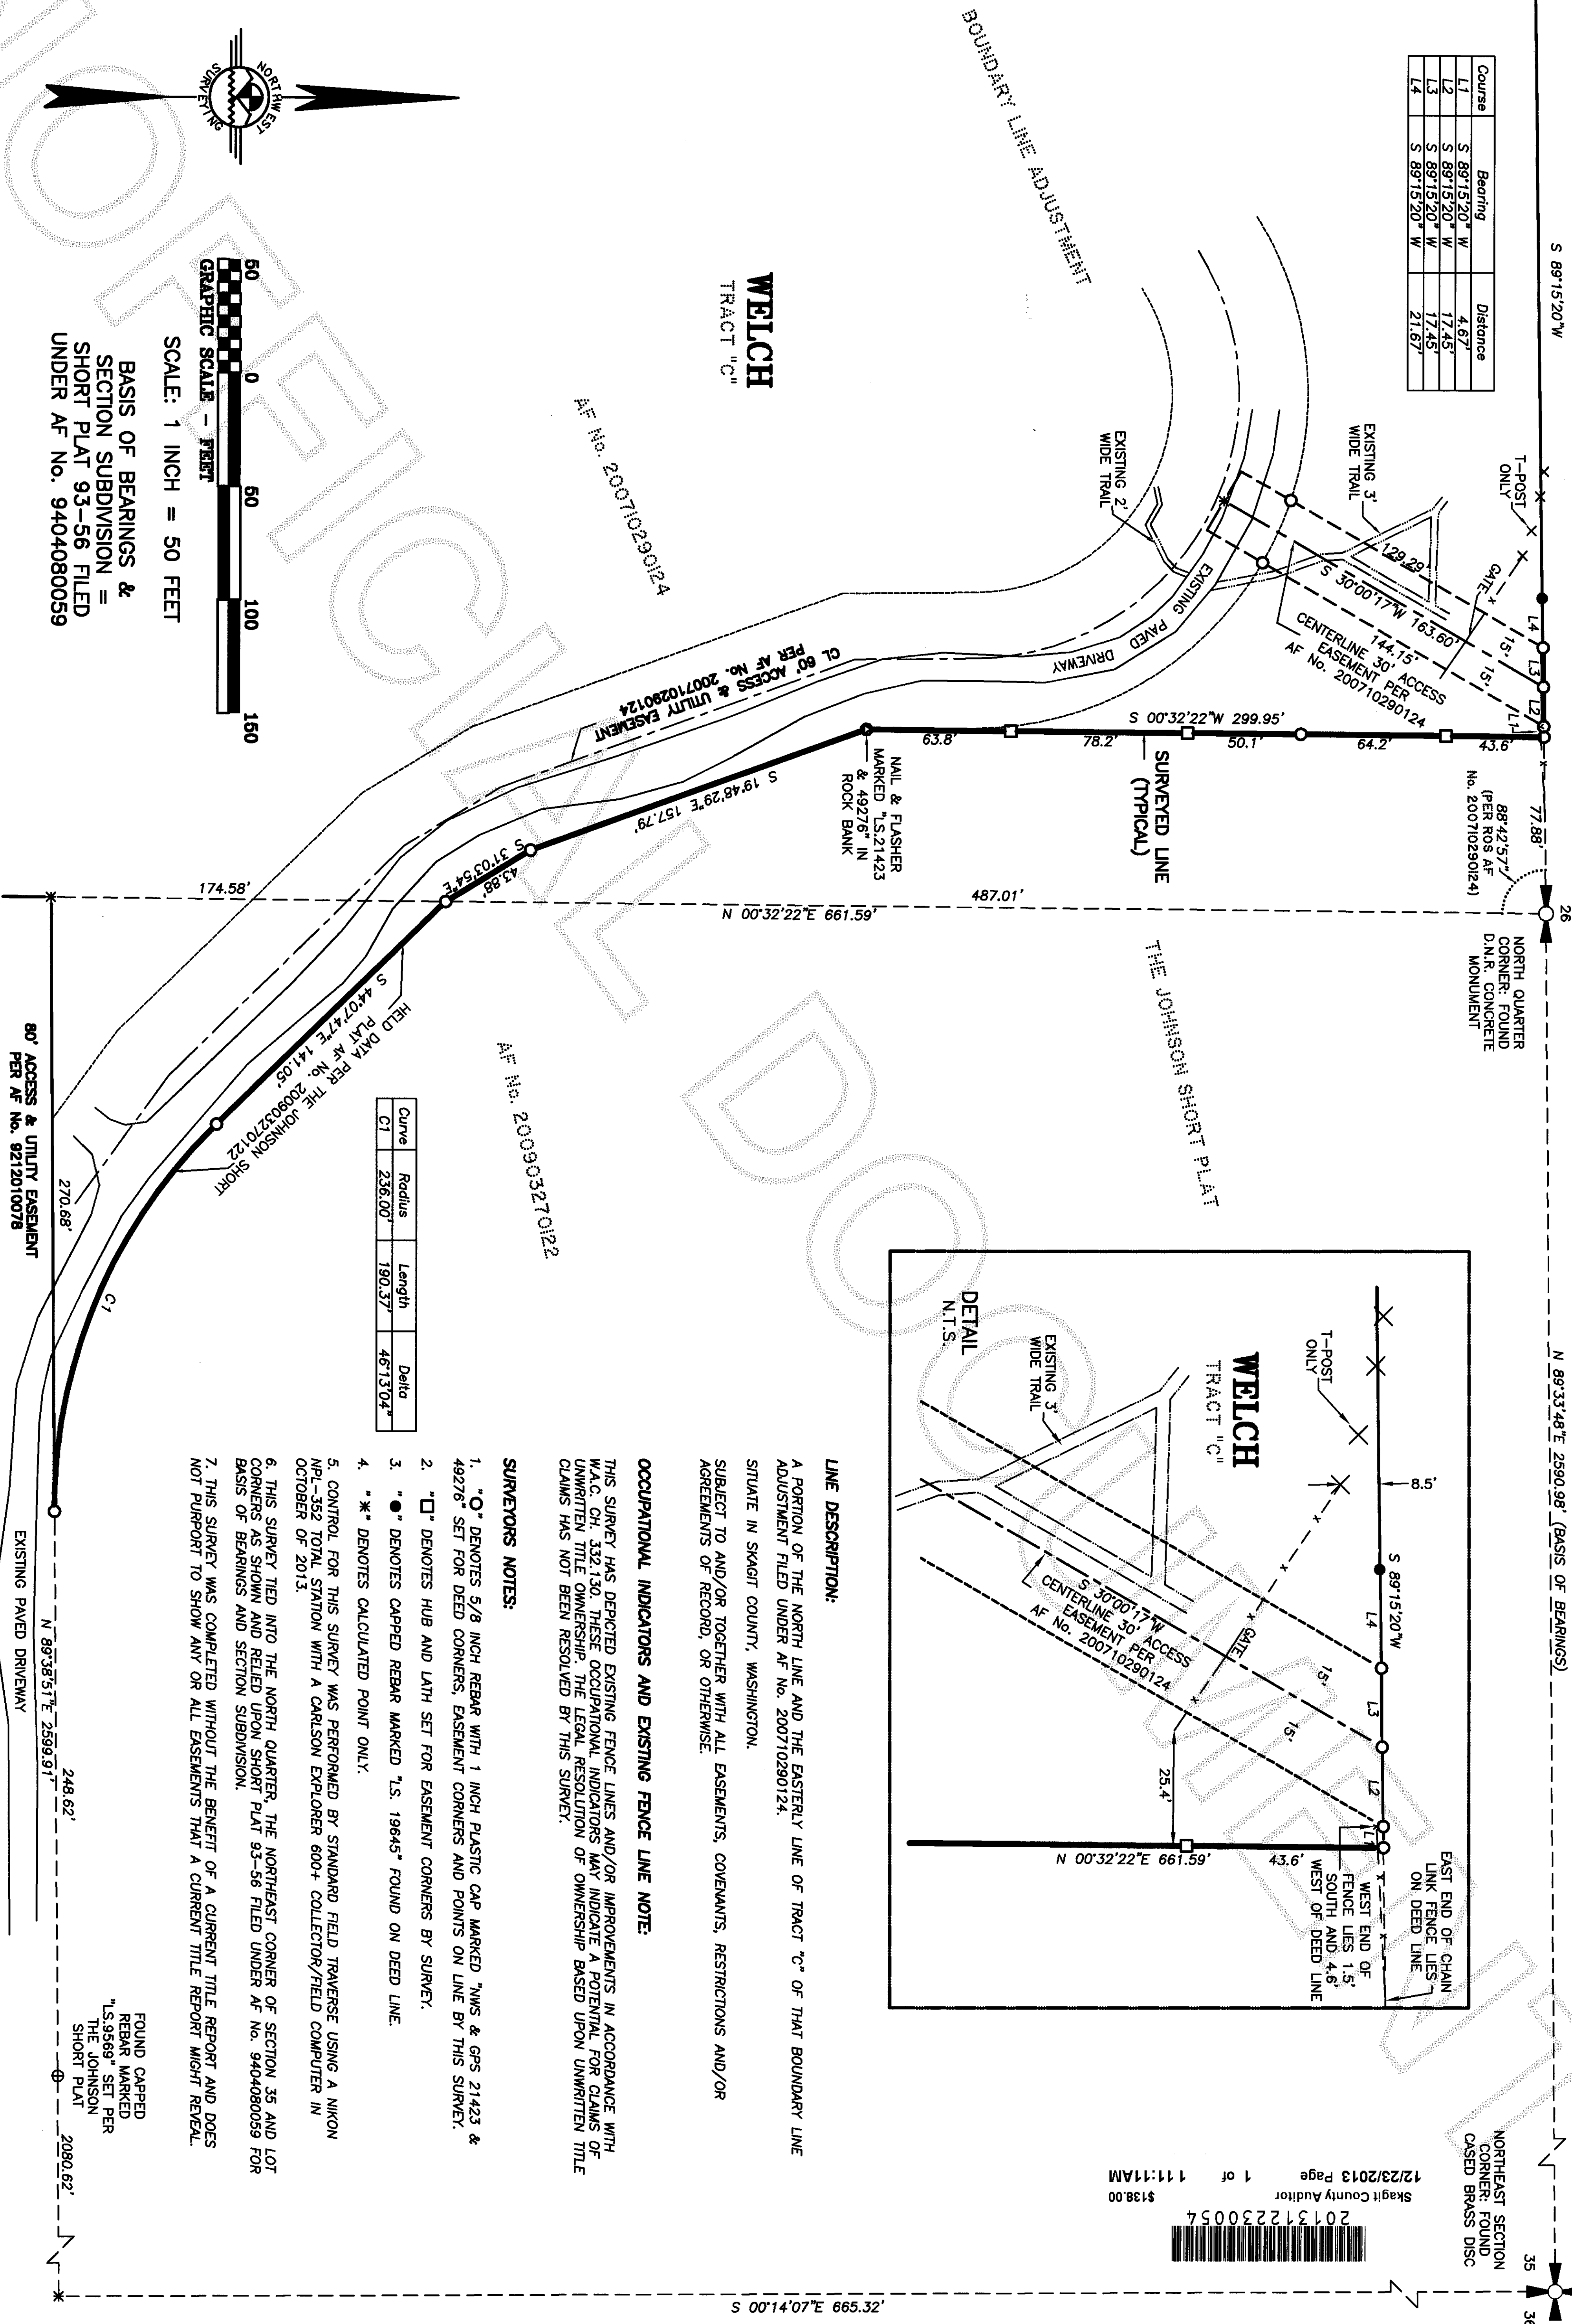 S 89°15'20"W
N 89°33'48"E 2590.98' (BASIS OF BEARINGS)
26
35
36
Course Bearing Distance
L1 S 89°15'20" W 4.67'
L2 S 89°15'20" W 17.45'
L3 S 89°15'20" W 17.45'
L4 S 89°15'20" W 21.67'
T-POST
ONLY
GATE
EXISTING 3'
WIDE TRAIL
EXISTING 2'
WIDE TRAIL
129.29'
S 30°00'17"W 163.60'
144.15'
15'
15'
L4
L3
L2
L1
CENTERLINE 30' ACCESS
EASEMENT PER
AF No. 200710290124
77.88'
88°42'57"
(PER ROS AF
No. 200710290124)
NORTH QUARTER
CORNER: FOUND
D.N.R. CONCRETE
MONUMENT
NORTHEAST SECTION
CORNER: FOUND
CASED BRASS DISC
S 00°32'22"W 299.95'
43.6'
64.2'
50.1'
78.2'
63.8'
SURVEYED LINE
(TYPICAL)
NAIL & FLASHER
MARKED "LS.21423
& 49276" IN
ROCK BANK
BOUNDARY LINE ADJUSTMENT
WELCH
TRACT "C"
AF No. 200710290124
EXISTING PAVED DRIVEWAY
CL 60' ACCESS & UTILITY EASEMENT
PER AF No. 200710290124
S 19°48'29"E 157.79'
S 31°03'54"E
43.88'
N 00°32'22"E 661.59'
487.01'
174.58'
S 44°07'47"E 141.05'
HELD DATA PER THE JOHNSON SHORT
PLAT AF No. 200903270122
THE JOHNSON SHORT PLAT
AF No. 200903270122
Curve Radius Length Delta
C1 236.00' 190.37' 46°13'04"
C1
270.68'
80' ACCESS & UTILITY EASEMENT
PER AF No. 9212010078
EXISTING PAVED DRIVEWAY
N 89°38'51"E 2599.91'
248.62'
2080.62'
FOUND CAPPED
REBAR MARKED
"LS.9569" SET PER
THE JOHNSON
SHORT PLAT
S 00°14'07"E 665.32'
NORTHWEST
SURVEYING
50 0 50 100 150
GRAPHIC SCALE - FEET
SCALE: 1 INCH = 50 FEET
BASIS OF BEARINGS &
SECTION SUBDIVISION =
SHORT PLAT 93-56 FILED
UNDER AF No. 9404080059
DETAIL
N.T.S.
WELCH
TRACT "C"
T-POST
ONLY
EXISTING 3'
WIDE TRAIL
8.5'
S 89°15'20"W
L4
L3
L2
L1
15'
15'
GATE
S 30°00'17"W
CENTERLINE 30' ACCESS
EASEMENT PER
AF No. 200710290124
25.4'
N 00°32'22"E 661.59'
43.6'
EAST END OF CHAIN
LINK FENCE LIES
ON DEED LINE
WEST END OF
FENCE LIES 1.5'
SOUTH AND 4.6'
WEST OF DEED LINE
LINE DESCRIPTION:
A PORTION OF THE NORTH LINE AND THE EASTERLY LINE OF TRACT "C" OF THAT BOUNDARY LINE
ADJUSTMENT FILED UNDER AF No. 200710290124.
SITUATE IN SKAGIT COUNTY, WASHINGTON.
SUBJECT TO AND/OR TOGETHER WITH ALL EASEMENTS, COVENANTS, RESTRICTIONS AND/OR
AGREEMENTS OF RECORD, OR OTHERWISE.
OCCUPATIONAL INDICATORS AND EXISTING FENCE LINE NOTE:
THIS SURVEY HAS DEPICTED EXISTING FENCE LINES AND/OR IMPROVEMENTS IN ACCORDANCE WITH
W.A.C. CH. 332.130. THESE OCCUPATIONAL INDICATORS MAY INDICATE A POTENTIAL FOR CLAIMS OF
UNWRITTEN TITLE OWNERSHIP. THE LEGAL RESOLUTION OF OWNERSHIP BASED UPON UNWRITTEN TITLE
CLAIMS HAS NOT BEEN RESOLVED BY THIS SURVEY.
SURVEYORS NOTES:
1. "O" DENOTES 5/8 INCH REBAR WITH 1 INCH PLASTIC CAP MARKED "NWS & GPS 21423 &
49276" SET FOR DEED CORNERS, EASEMENT CORNERS AND POINTS ON LINE BY THIS SURVEY.
2. "□" DENOTES HUB AND LATH SET FOR EASEMENT CORNERS BY SURVEY.
3. "●" DENOTES CAPPED REBAR MARKED "LS. 19645" FOUND ON DEED LINE.
4. "*" DENOTES CALCULATED POINT ONLY.
5. CONTROL FOR THIS SURVEY WAS PERFORMED BY STANDARD FIELD TRAVERSE USING A NIKON
NPL-352 TOTAL STATION WITH A CARLSON EXPLORER 600+ COLLECTOR/FIELD COMPUTER IN
OCTOBER OF 2013.
6. THIS SURVEY TIED INTO THE NORTH QUARTER, THE NORTHEAST CORNER OF SECTION 35 AND LOT
CORNERS AS SHOWN AND RELIED UPON SHORT PLAT 93-56 FILED UNDER AF No. 9404080059 FOR
BASIS OF BEARINGS AND SECTION SUBDIVISION.
7. THIS SURVEY WAS COMPLETED WITHOUT THE BENEFIT OF A CURRENT TITLE REPORT AND DOES
NOT PURPORT TO SHOW ANY OR ALL EASEMENTS THAT A CURRENT TITLE REPORT MIGHT REVEAL.
201312230054
Skagit County Auditor $138.00
12/23/2013 Page 1 of 1 11:11AM
UNOFFICIAL DOCUMENT